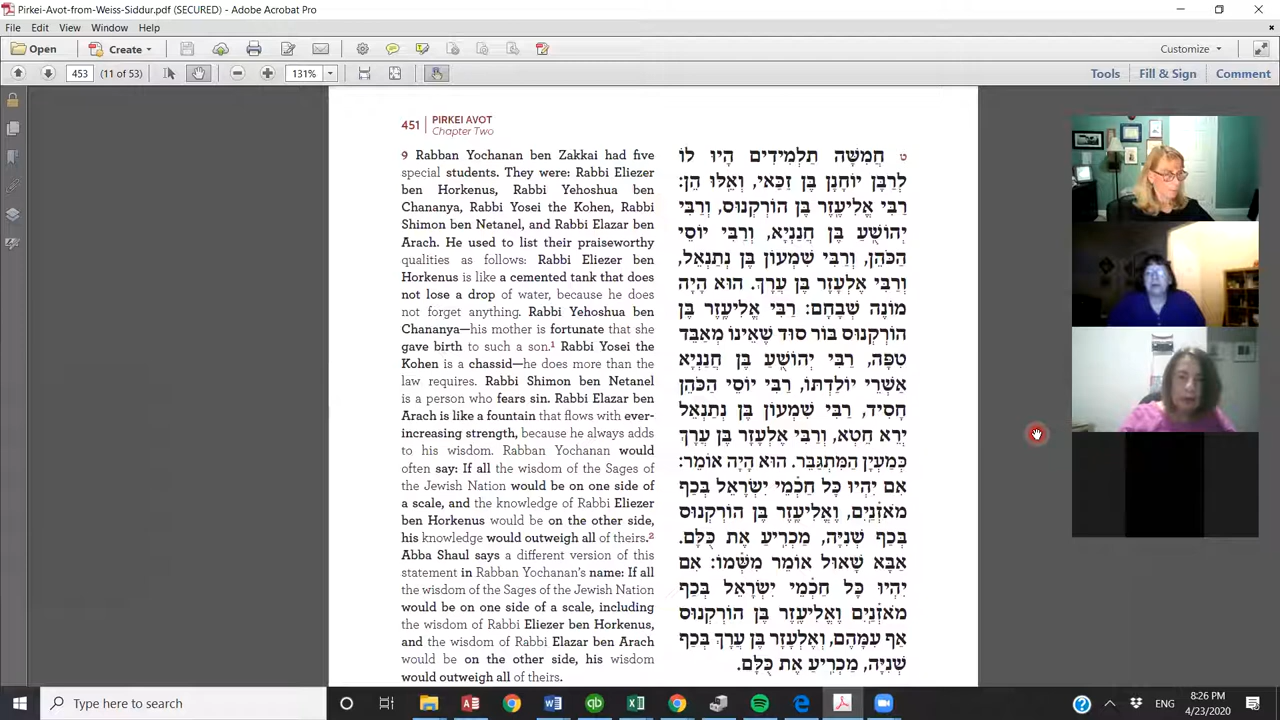 Pirkei-Avot-from-Weiss-Siddur.pdf (SECURED) - Adobe Acrobat Pro
File Edit View Window Help
Open Create Customize
453 (11 of 53) 131% Tools Fill & Sign Comment
451 PIRKEI AVOT
Chapter Two
9 Rabban Yochanan ben Zakkai had five
special students. They were: Rabbi Eliezer
ben Horkenus, Rabbi Yehoshua ben
Chananya, Rabbi Yosei the Kohen, Rabbi
Shimon ben Netanel, and Rabbi Elazar ben
Arach. He used to list their praiseworthy
qualities as follows: Rabbi Eliezer ben
Horkenus is like a cemented tank that does
not lose a drop of water, because he does
not forget anything. Rabbi Yehoshua ben
Chananya—his mother is fortunate that she
gave birth to such a son.¹ Rabbi Yosei the
Kohen is a chassid—he does more than the
law requires. Rabbi Shimon ben Netanel
is a person who fears sin. Rabbi Elazar ben
Arach is like a fountain that flows with ever-
increasing strength, because he always adds
to his wisdom. Rabban Yochanan would
often say: If all the wisdom of the Sages of
the Jewish Nation would be on one side of
a scale, and the knowledge of Rabbi Eliezer
ben Horkenus would be on the other side,
his knowledge would outweigh all of theirs.²
Abba Shaul says a different version of this
statement in Rabban Yochanan's name: If all
the wisdom of the Sages of the Jewish Nation
would be on one side of a scale, including
the wisdom of Rabbi Eliezer ben Horkenus,
and the wisdom of Rabbi Elazar ben Arach
would be on the other side, his wisdom
would outweigh all of theirs.
ט חֲמִשָּׁה תַלְמִידִים הָיוּ לוֹ
לְרַבָּן יוֹחָנָן בֶּן זַכַּאי, וְאֵלּוּ הֵן:
רַבִּי אֱלִיעֶזֶר בֶּן הוֹרְקְנוּס, וְרַבִּי
יְהוֹשֻׁעַ בֶּן חֲנַנְיָא, וְרַבִּי יוֹסֵי
הַכֹּהֵן, וְרַבִּי שִׁמְעוֹן בֶּן נְתַנְאֵל,
וְרַבִּי אֶלְעָזָר בֶּן עֲרָךְ. הוּא הָיָה
מוֹנֶה שְׁבָחָם: רַבִּי אֱלִיעֶזֶר בֶּן
הוֹרְקְנוּס בּוֹר סוּד שֶׁאֵינוֹ מְאַבֵּד
טִפָּה, רַבִּי יְהוֹשֻׁעַ בֶּן חֲנַנְיָא
אַשְׁרֵי יוֹלַדְתּוֹ, רַבִּי יוֹסֵי הַכֹּהֵן
חָסִיד, רַבִּי שִׁמְעוֹן בֶּן נְתַנְאֵל
יְרֵא חֵטְא, וְרַבִּי אֶלְעָזָר בֶּן עֲרָךְ
כְּמַעְיָן הַמִּתְגַּבֵּר. הוּא הָיָה אוֹמֵר:
אִם יִהְיוּ כָּל חַכְמֵי יִשְׂרָאֵל בְּכַף
מֹאזְנַיִם, וֶאֱלִיעֶזֶר בֶּן הוֹרְקְנוּס
בְּכַף שְׁנִיָּה, מַכְרִיעַ אֶת כֻּלָּם.
אַבָּא שָׁאוּל אוֹמֵר מִשְּׁמוֹ: אִם
יִהְיוּ כָּל חַכְמֵי יִשְׂרָאֵל בְּכַף
מֹאזְנַיִם וֶאֱלִיעֶזֶר בֶּן הוֹרְקְנוּס
אַף עִמָּהֶם, וְאֶלְעָזָר בֶּן עֲרָךְ בְּכַף
שְׁנִיָּה, מַכְרִיעַ אֶת כֻּלָּם.
Type here to search
ENG 8:26 PM
4/23/2020